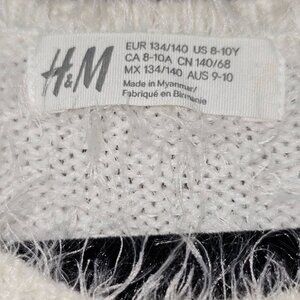 H&M
EUR 134/140 US 8-10Y
CA 8-10A CN 140/68
MX 134/140 AUS 9-10
Made in Myanmar/
Fabriqué en Birmanie